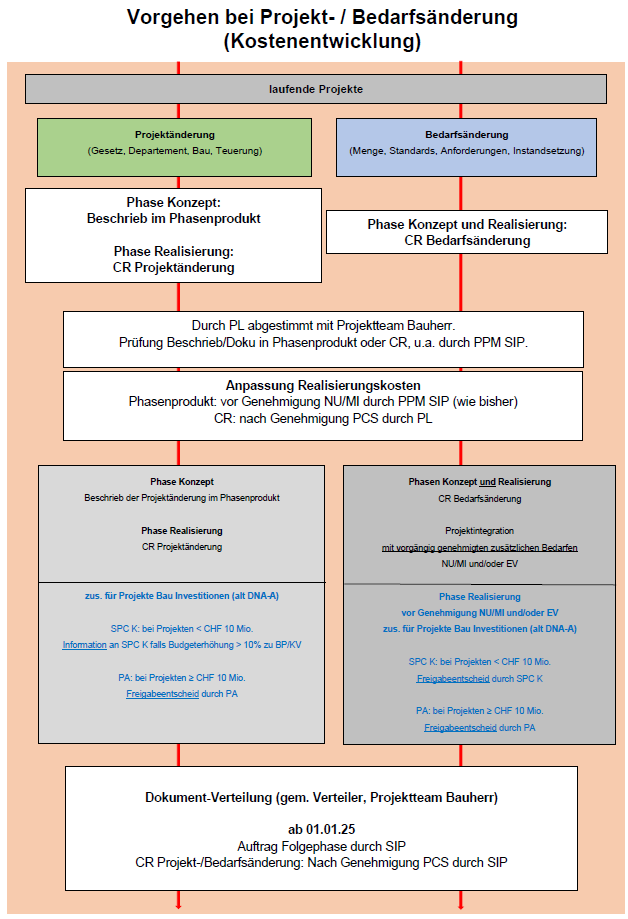 Vorgehen bei Projekt- / Bedarfsänderung
(Kostenentwicklung)
laufende Projekte
Projektänderung
(Gesetz, Departement, Bau, Teuerung)
Bedarfsänderung
(Menge, Standards, Anforderungen, Instandsetzung)
Phase Konzept:
Beschrieb im Phasenprodukt
Phase Realisierung:
CR Projektänderung
Phase Konzept und Realisierung:
CR Bedarfsänderung
Durch PL abgestimmt mit Projektteam Bauherr.
Prüfung Beschrieb/Doku in Phasenprodukt oder CR, u.a. durch PPM SIP.
Anpassung Realisierungskosten
Phasenprodukt: vor Genehmigung NU/MI durch PPM SIP (wie bisher)
CR: nach Genehmigung PCS durch PL
Phase Konzept
Beschrieb der Projektänderung im Phasenprodukt
Phase Realisierung
CR Projektänderung
zus. für Projekte Bau Investitionen (alt DNA-A)
SPC K: bei Projekten < CHF 10 Mio.
Information an SPC K falls Budgeterhöhung > 10% zu BP/KV
PA: bei Projekten ≥ CHF 10 Mio.
Freigabeentscheid durch PA
Phasen Konzept und Realisierung
CR Bedarfsänderung
Projektintegration
mit vorgängig genehmigten zusätzlichen Bedarfen
NU/MI und/oder EV
Phase Realisierung
vor Genehmigung NU/MI und/oder EV
zus. für Projekte Bau Investitionen (alt DNA-A)
SPC K: bei Projekten < CHF 10 Mio.
Freigabeentscheid durch SPC K
PA: bei Projekten ≥ CHF 10 Mio.
Freigabeentscheid durch PA
Dokument-Verteilung (gem. Verteiler, Projektteam Bauherr)
ab 01.01.25
Auftrag Folgephase durch SIP
CR Projekt-/Bedarfsänderung: Nach Genehmigung PCS durch SIP